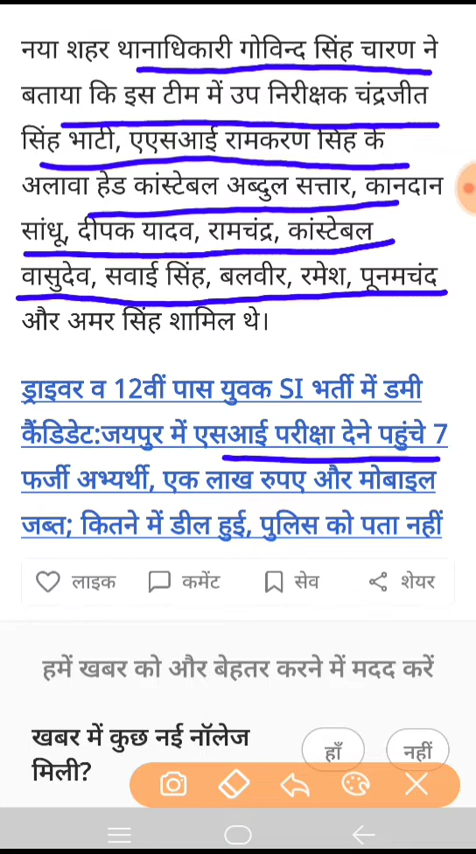 नया शहर थानाधिकारी गोविन्द सिंह चारण ने
बताया कि इस टीम में उप निरीक्षक चंद्रजीत
सिंह भाटी, एएसआई रामकरण सिंह के
अलावा हेड कांस्टेबल अब्दुल सत्तार, कानदान
सांधू, दीपक यादव, रामचंद्र, कांस्टेबल
वासुदेव, सवाई सिंह, बलवीर, रमेश, पूनमचंद
और अमर सिंह शामिल थे।
ड्राइवर व 12वीं पास युवक SI भर्ती में डमी
कैंडिडेट:जयपुर में एसआई परीक्षा देने पहुंचे 7
फर्जी अभ्यर्थी, एक लाख रुपए और मोबाइल
जब्त; कितने में डील हुई, पुलिस को पता नहीं
लाइक कमेंट सेव शेयर
हमें खबर को और बेहतर करने में मदद करें
खबर में कुछ नई नॉलेज
मिली?
हाँ नहीं